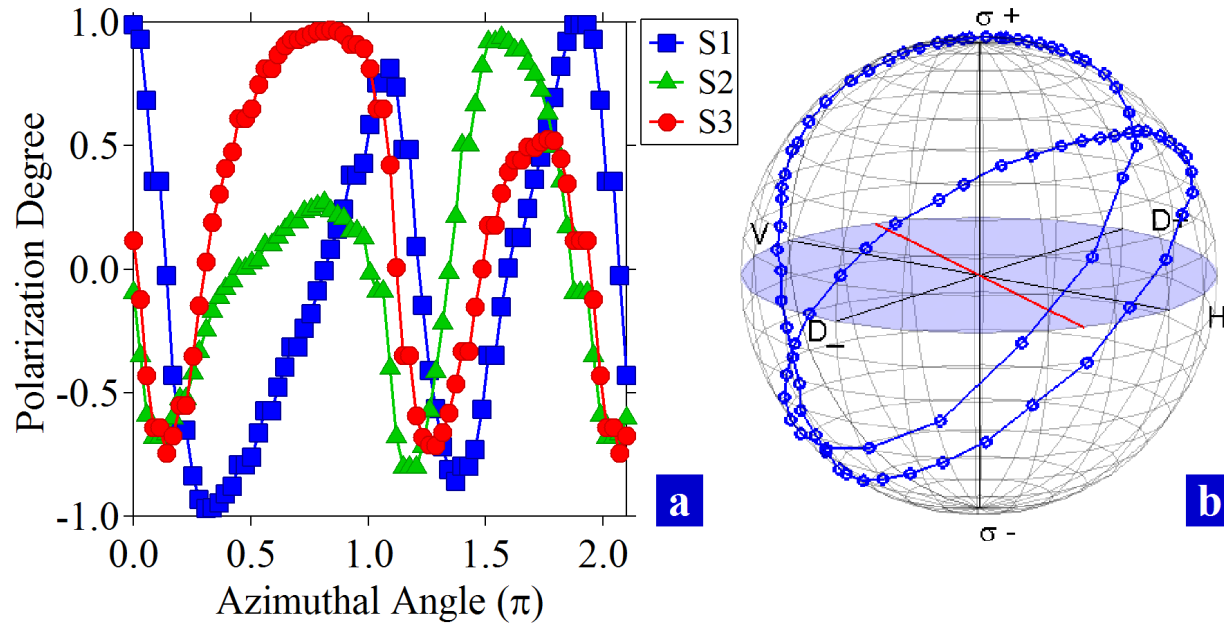 1.0
0.5
0.0
-0.5
-1.0
Polarization Degree
0.0
0.5
1.0
1.5
2.0
Azimuthal Angle (π)
S1
S2
S3
a
σ +
V
D_
H
σ -
b